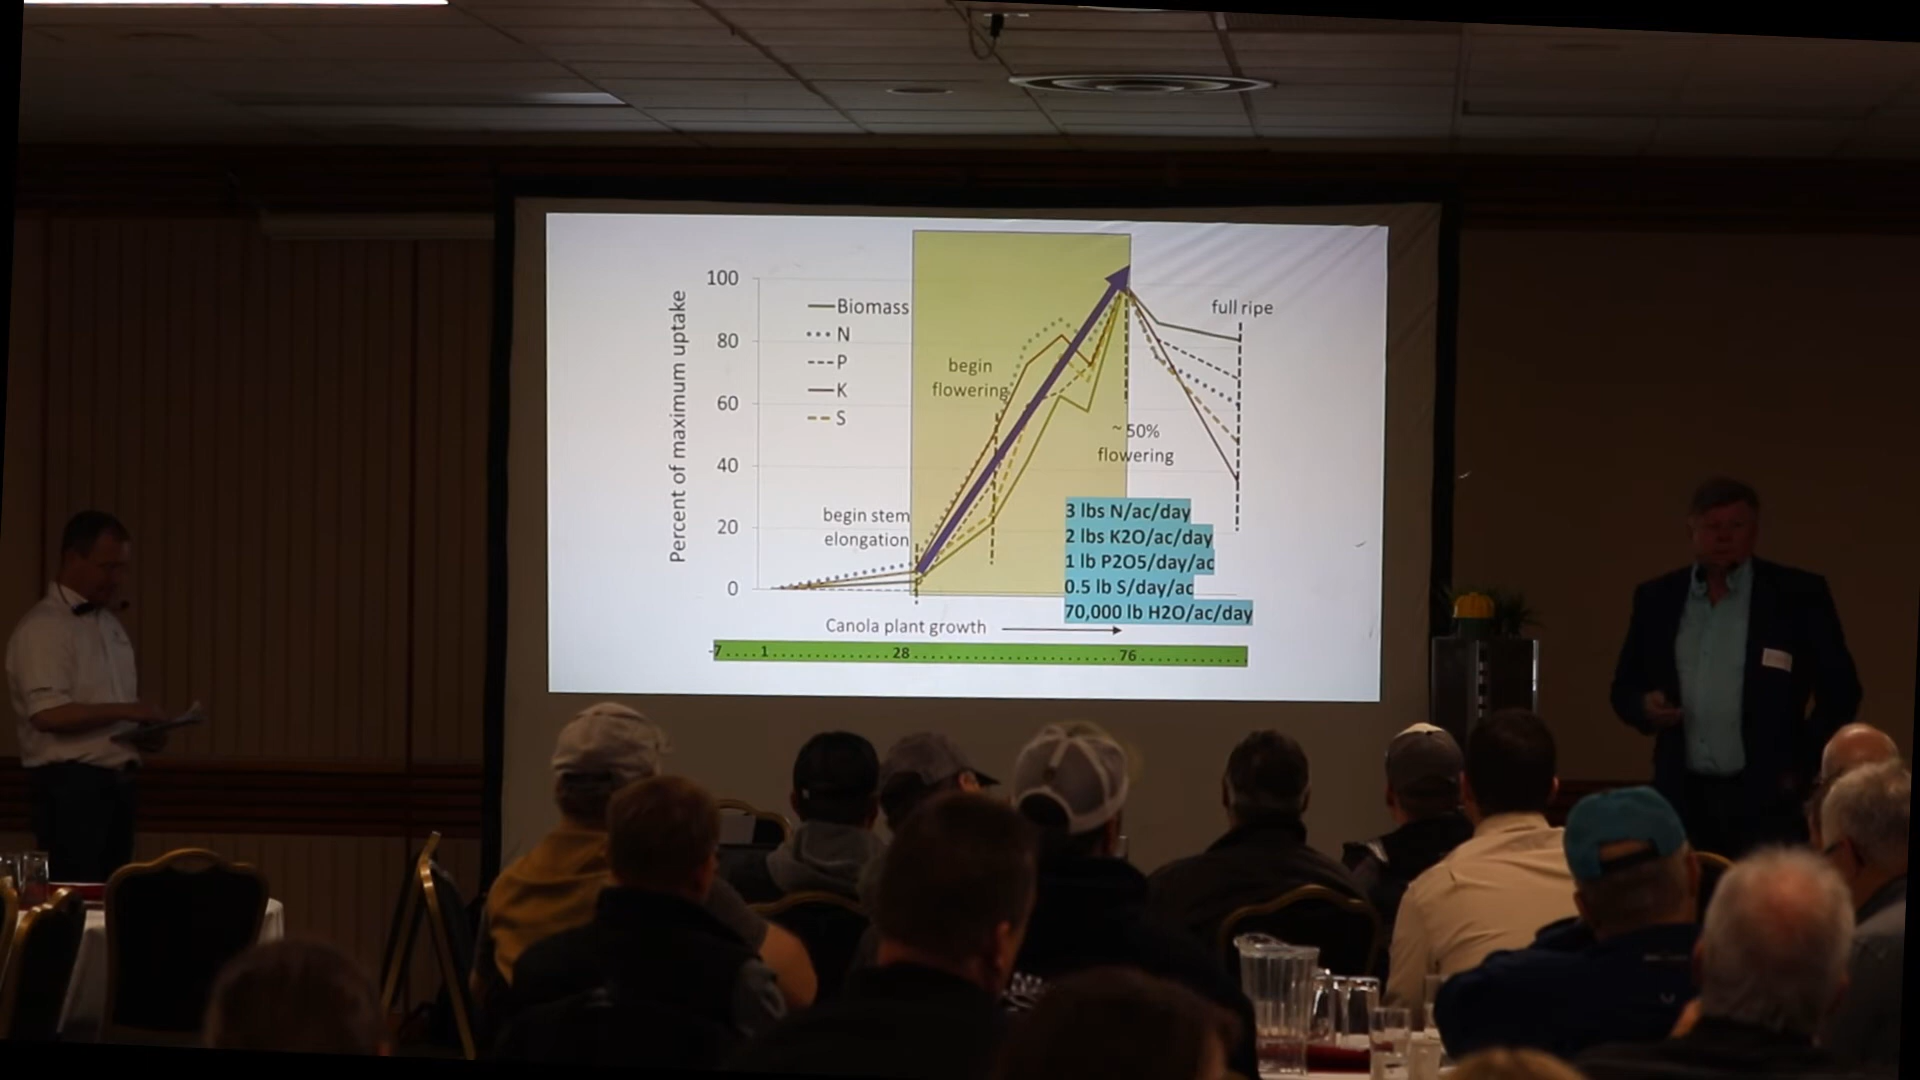 Percent of maximum uptake
100
80
60
40
20
0
Biomass
N
P
K
S
begin stem
elongation
begin
flowering
~ 50%
flowering
full ripe
3 lbs N/ac/day
2 lbs K2O/ac/day
1 lb P2O5/day/ac
0.5 lb S/day/ac
70,000 lb H2O/ac/day
Canola plant growth
-7....1.............28......................76............